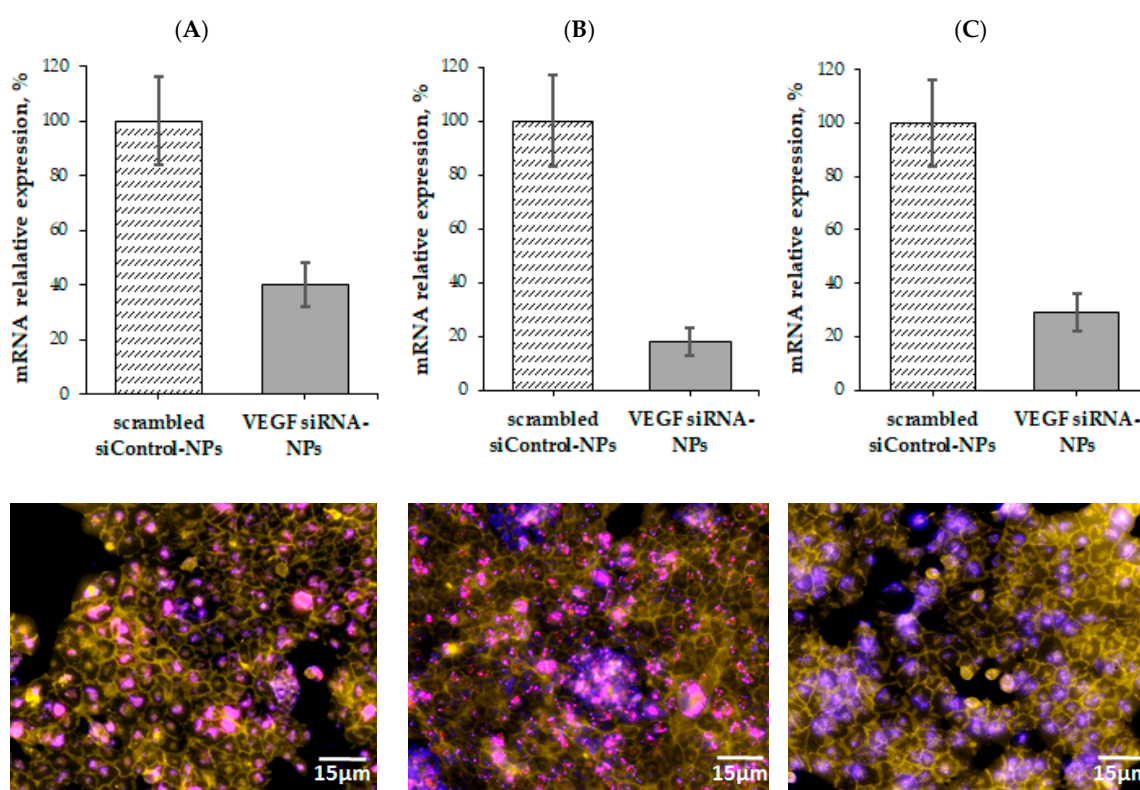 (A)
mRNA relalative expression, %
120
100
80
60
40
20
0
scrambled
siControl-NPs
VEGF siRNA-
NPs
(B)
mRNA relative expression, %
120
100
80
60
40
20
0
scrambled
siControl-NPs
VEGF siRNA-
NPs
(C)
mRNA relative expression, %
120
100
80
60
40
20
0
scrambled
siControl-NPs
VEGF siRNA-
NPs
15µm
15µm
15µm